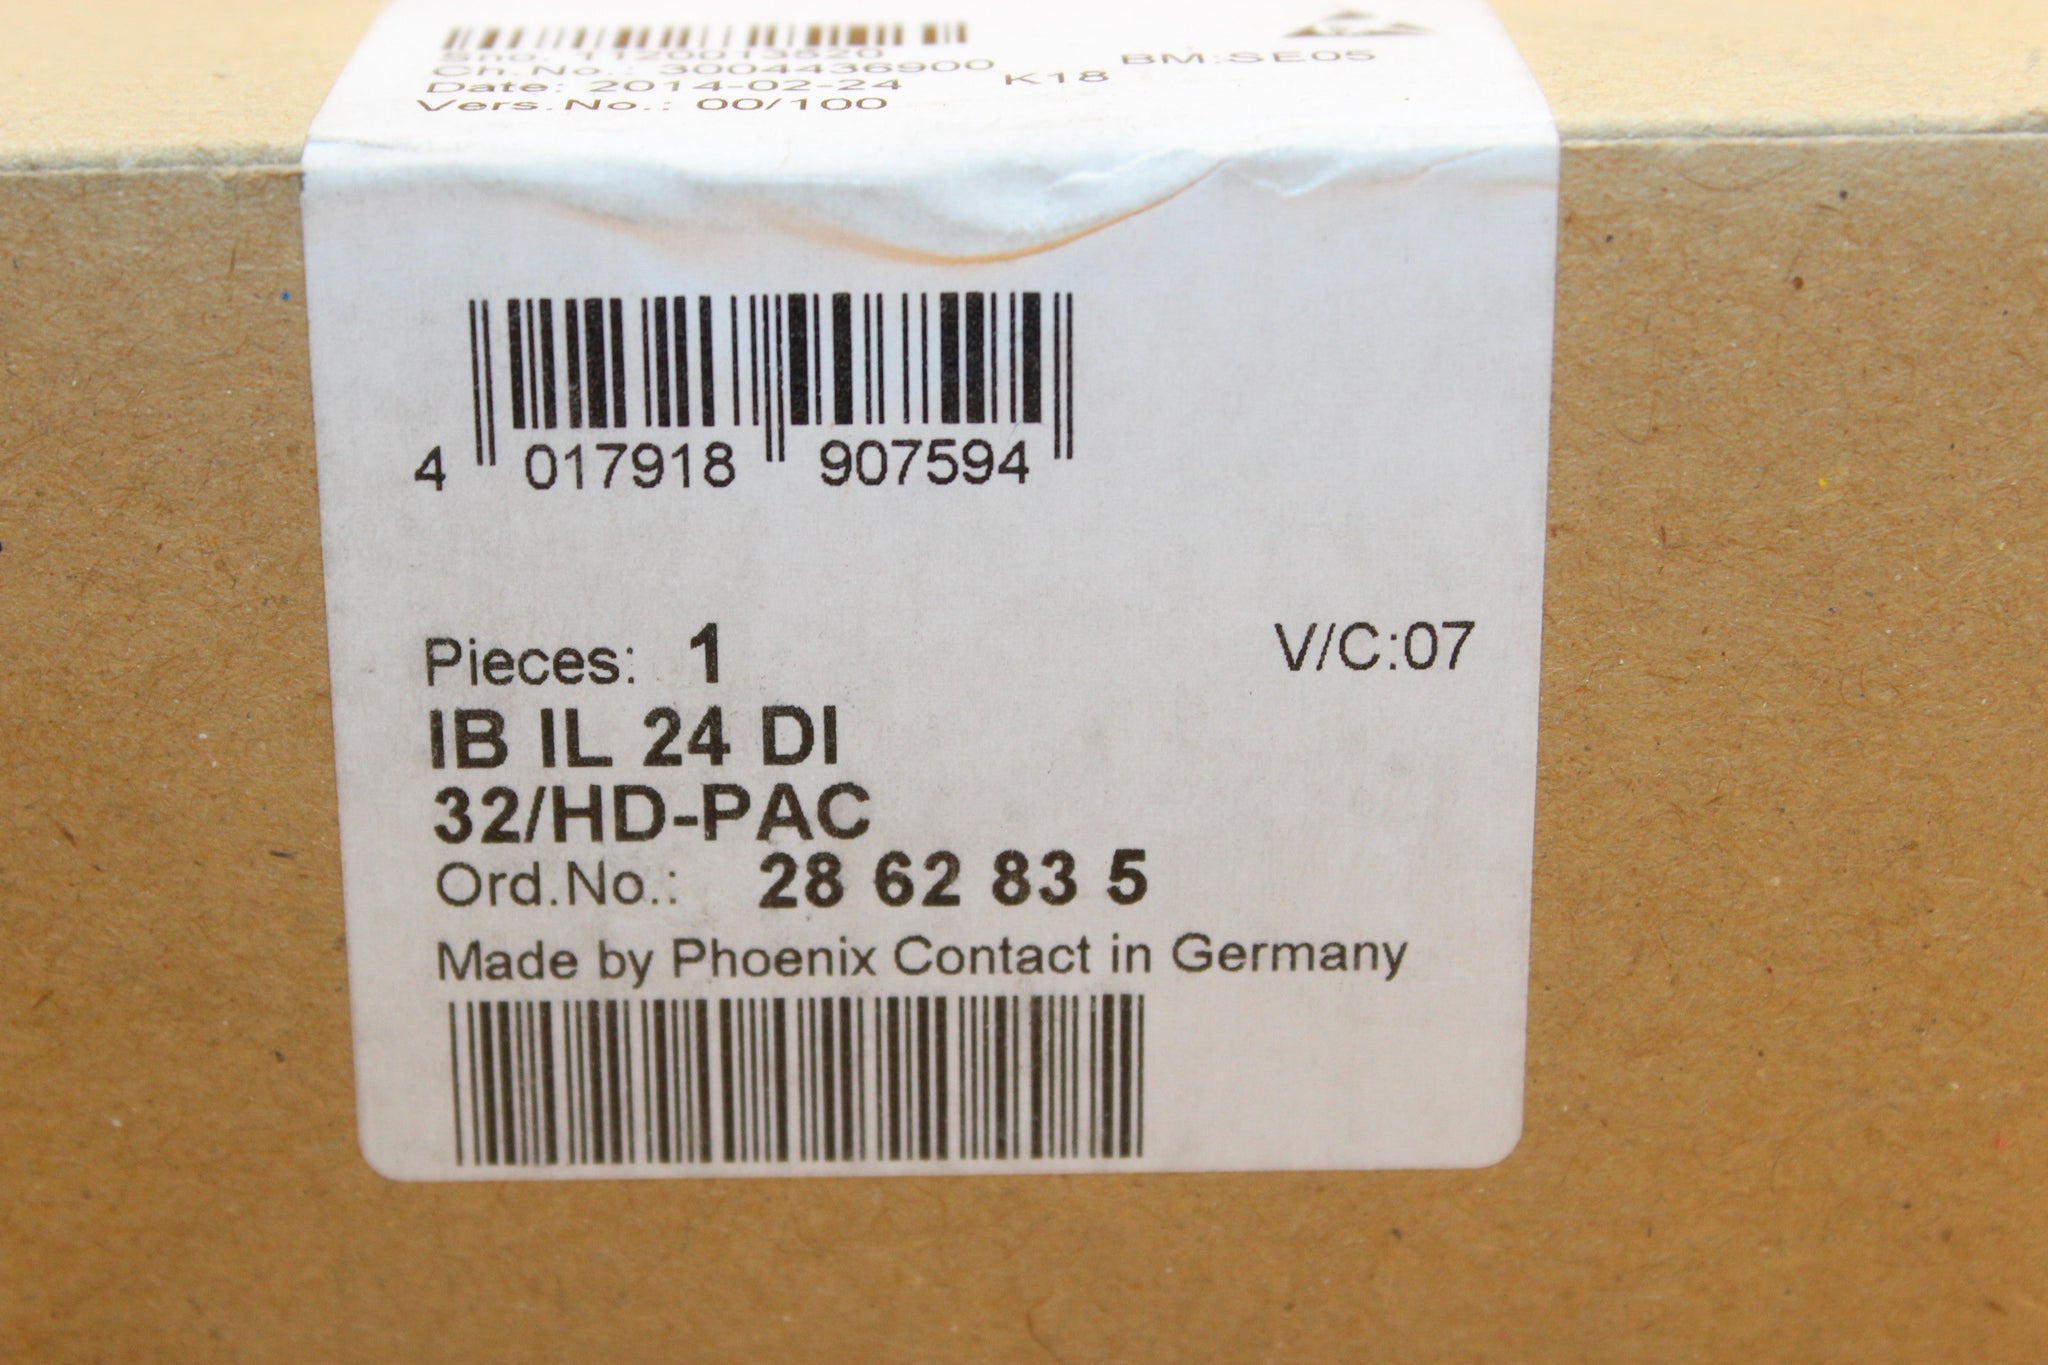 Sno. 1120013520
Ch.No.: 3004436900
BM:SE05
Date: 2014-02-24 K18
Vers.No.: 00/100
4 017918 907594
Pieces: 1 V/C:07
IB IL 24 DI
32/HD-PAC
Ord.No.: 28 62 83 5
Made by Phoenix Contact in Germany